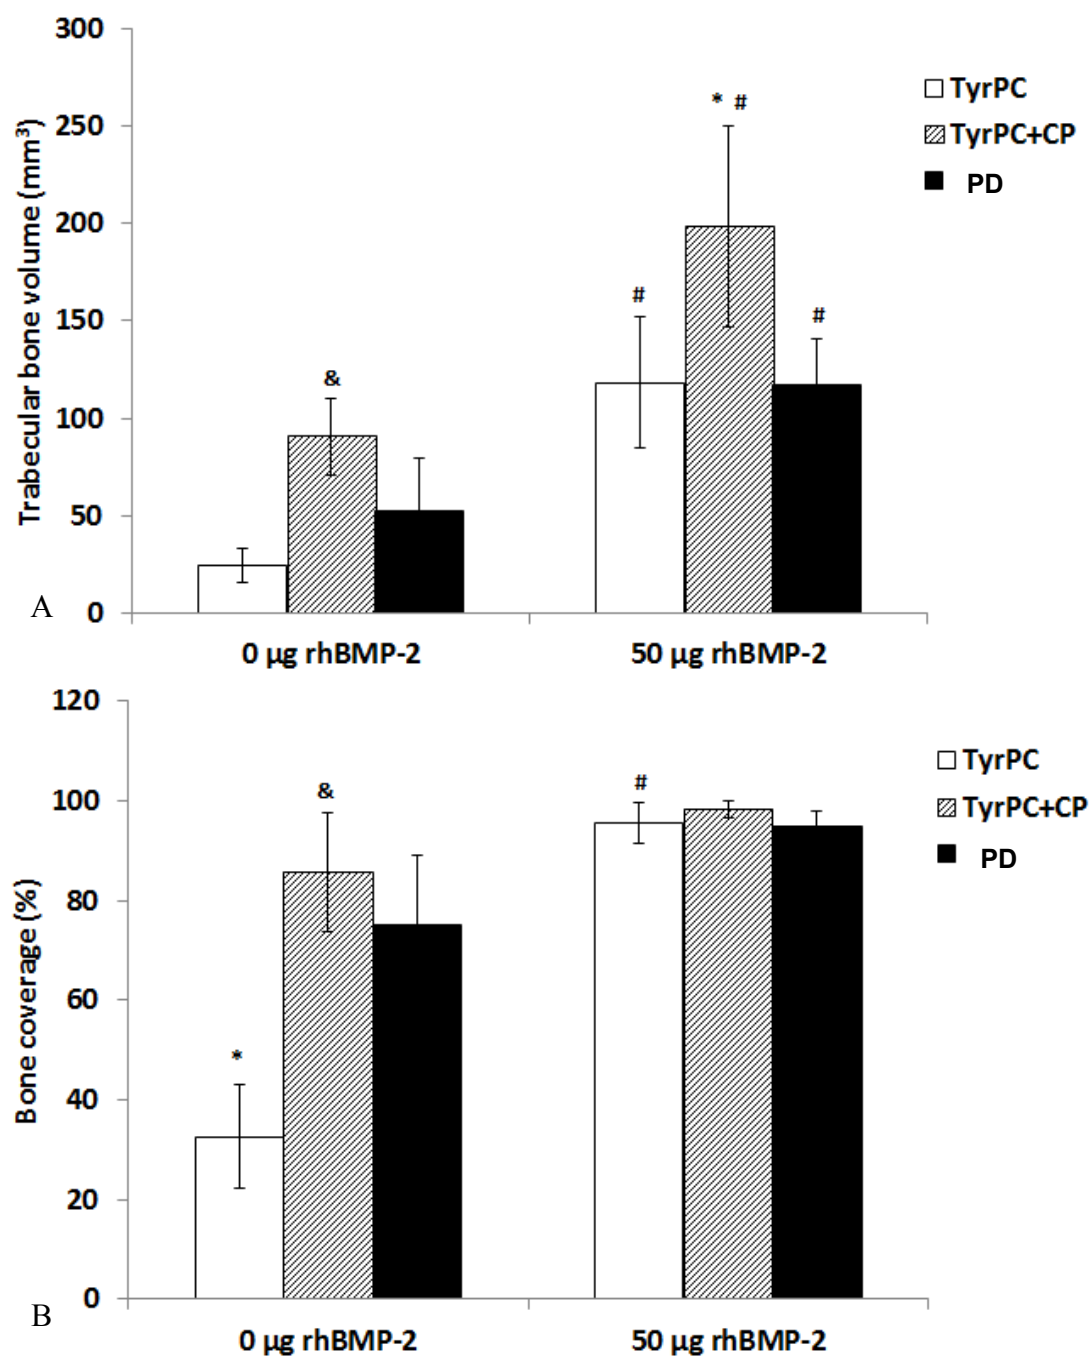 300
250
200
150
100
50
0
Trabecular bone volume (mm³)
* #
#
#
&
TyrPC
TyrPC+CP
PD
A
0 µg rhBMP-2
50 µg rhBMP-2
120
100
80
60
40
20
0
Bone coverage (%)
*
&
#
TyrPC
TyrPC+CP
PD
B
0 µg rhBMP-2
50 µg rhBMP-2